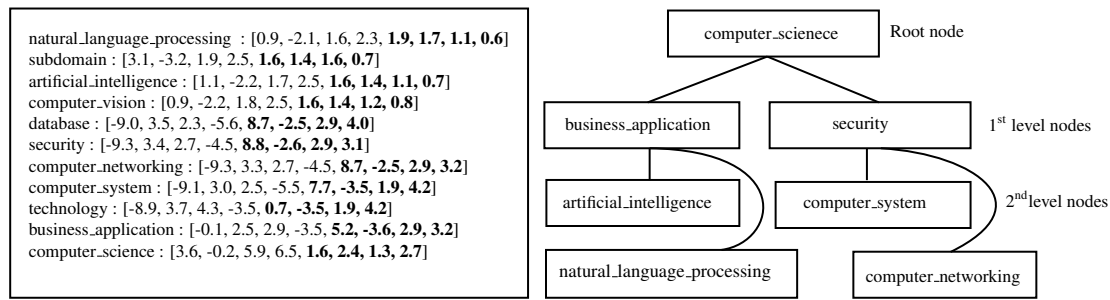 natural_language_processing : [0.9, -2.1, 1.6, 2.3, 1.9, 1.7, 1.1, 0.6]
subdomain : [3.1, -3.2, 1.9, 2.5, 1.6, 1.4, 1.6, 0.7]
artificial_intelligence : [1.1, -2.2, 1.7, 2.5, 1.6, 1.4, 1.1, 0.7]
computer_vision : [0.9, -2.2, 1.8, 2.5, 1.6, 1.4, 1.2, 0.8]
database : [-9.0, 3.5, 2.3, -5.6, 8.7, -2.5, 2.9, 4.0]
security : [-9.3, 3.4, 2.7, -4.5, 8.8, -2.6, 2.9, 3.1]
computer_networking : [-9.3, 3.3, 2.7, -4.5, 8.7, -2.5, 2.9, 3.2]
computer_system : [-9.1, 3.0, 2.5, -5.5, 7.7, -3.5, 1.9, 4.2]
technology : [-8.9, 3.7, 4.3, -3.5, 0.7, -3.5, 1.9, 4.2]
business_application : [-0.1, 2.5, 2.9, -3.5, 5.2, -3.6, 2.9, 3.2]
computer_science : [3.6, -0.2, 5.9, 6.5, 1.6, 2.4, 1.3, 2.7]
computer_scienece
Root node
business_application
security
1st level nodes
artificial_intelligence
computer_system
2nd level nodes
natural_language_processing
computer_networking